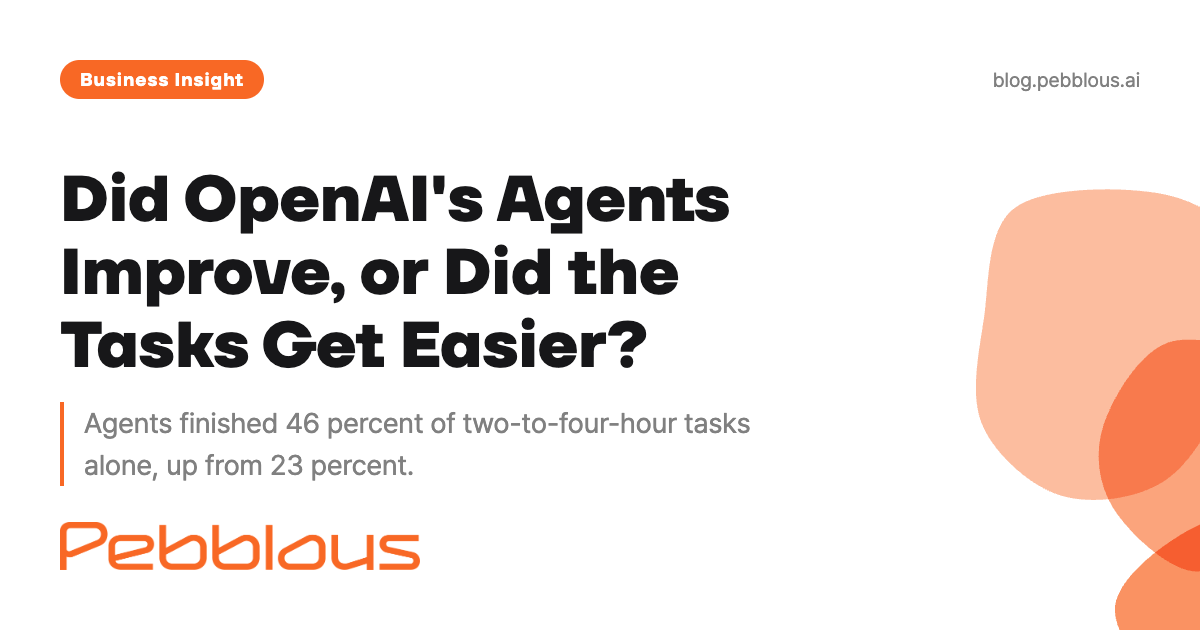 Business Insight
blog.pebblous.ai
Did OpenAI's Agents
Improve, or Did the
Tasks Get Easier?
Agents finished 46 percent of two-to-four-hour tasks
alone, up from 23 percent.
Pebblous